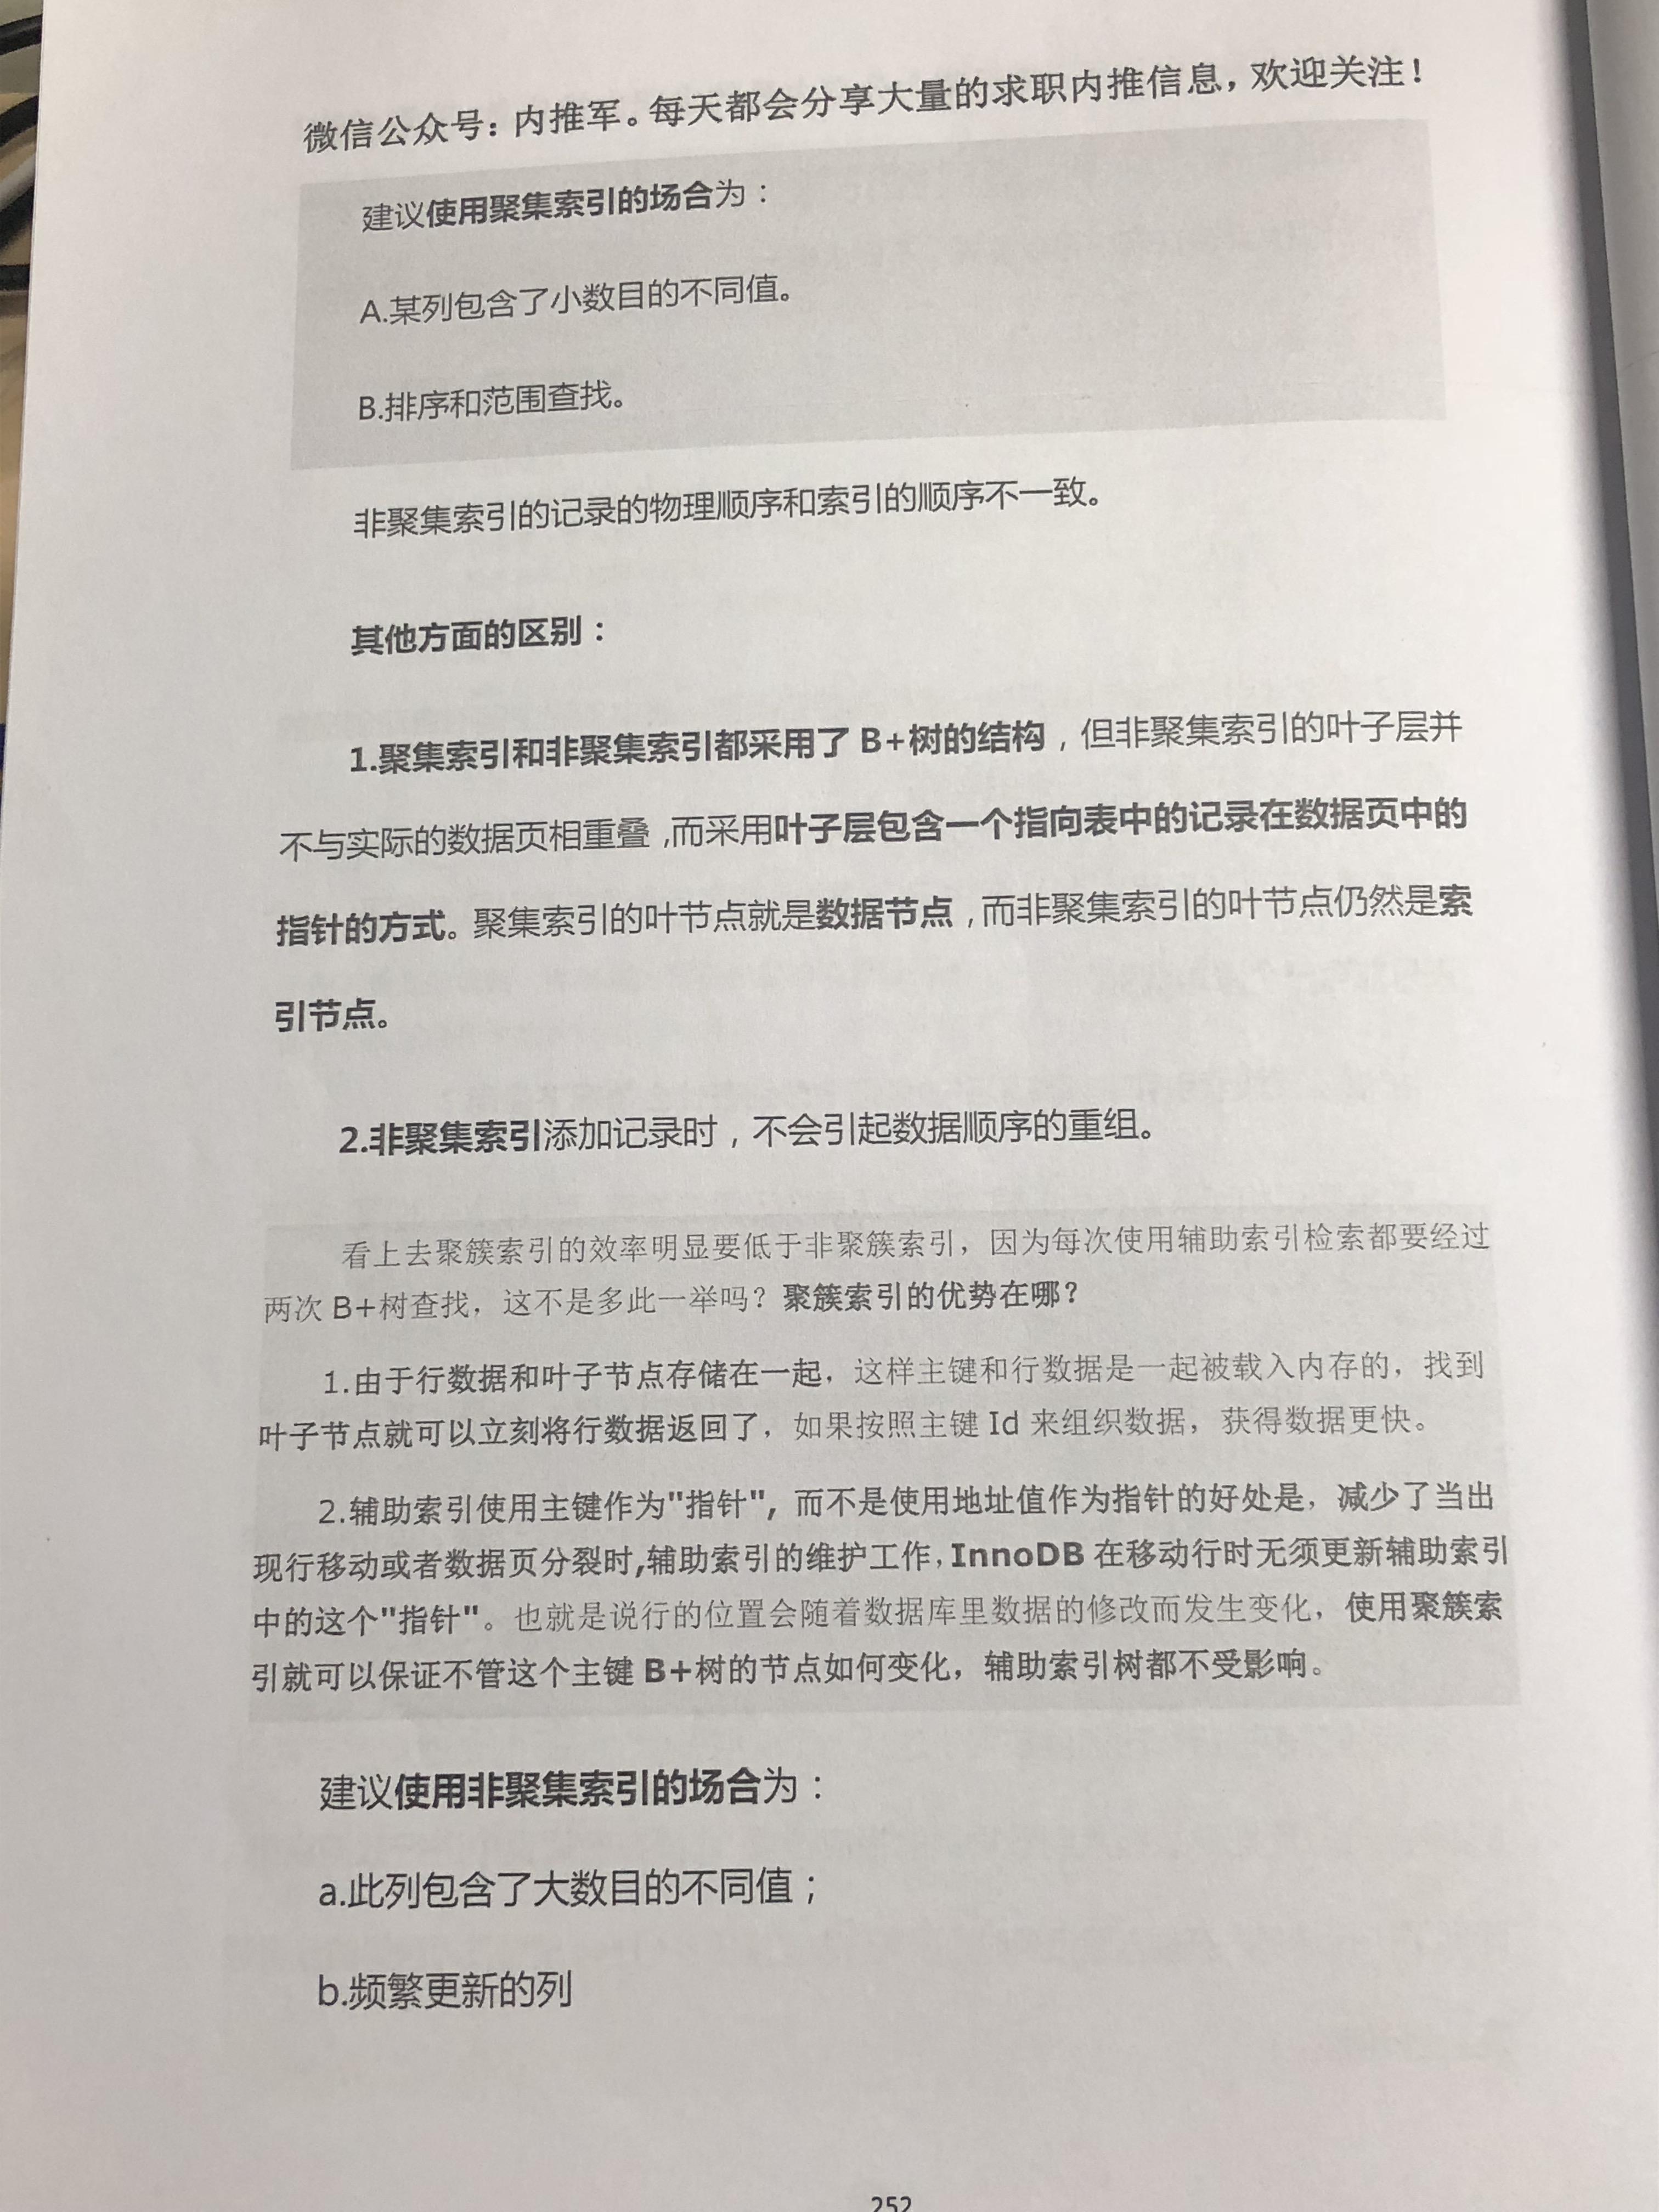 微信公众号：内推军。每天都会分享大量的求职内推信息，欢迎关注！
建议使用聚集索引的场合为：
A.某列包含了小数目的不同值。
B.排序和范围查找。
非聚集索引的记录的物理顺序和索引的顺序不一致。
其他方面的区别：
1.聚集索引和非聚集索引都采用了 B+树的结构，但非聚集索引的叶子层并
不与实际的数据页相重叠,而采用叶子层包含一个指向表中的记录在数据页中的
指针的方式。聚集索引的叶节点就是数据节点,而非聚集索引的叶节点仍然是索
引节点。
2.非聚集索引添加记录时，不会引起数据顺序的重组。
看上去聚簇索引的效率明显要低于非聚簇索引，因为每次使用辅助索引检索都要经过
两次 B+树查找，这不是多此一举吗？聚簇索引的优势在哪？
1.由于行数据和叶子节点存储在一起，这样主键和行数据是一起被载入内存的，找到
叶子节点就可以立刻将行数据返回了，如果按照主键 Id 来组织数据，获得数据更快。
2.辅助索引使用主键作为"指针"，而不是使用地址值作为指针的好处是，减少了当出
现行移动或者数据页分裂时,辅助索引的维护工作,InnoDB 在移动行时无须更新辅助索引
中的这个"指针"。也就是说行的位置会随着数据库里数据的修改而发生变化，使用聚簇索
引就可以保证不管这个主键 B+树的节点如何变化，辅助索引树都不受影响。
建议使用非聚集索引的场合为：
a.此列包含了大数目的不同值；
b.频繁更新的列
252